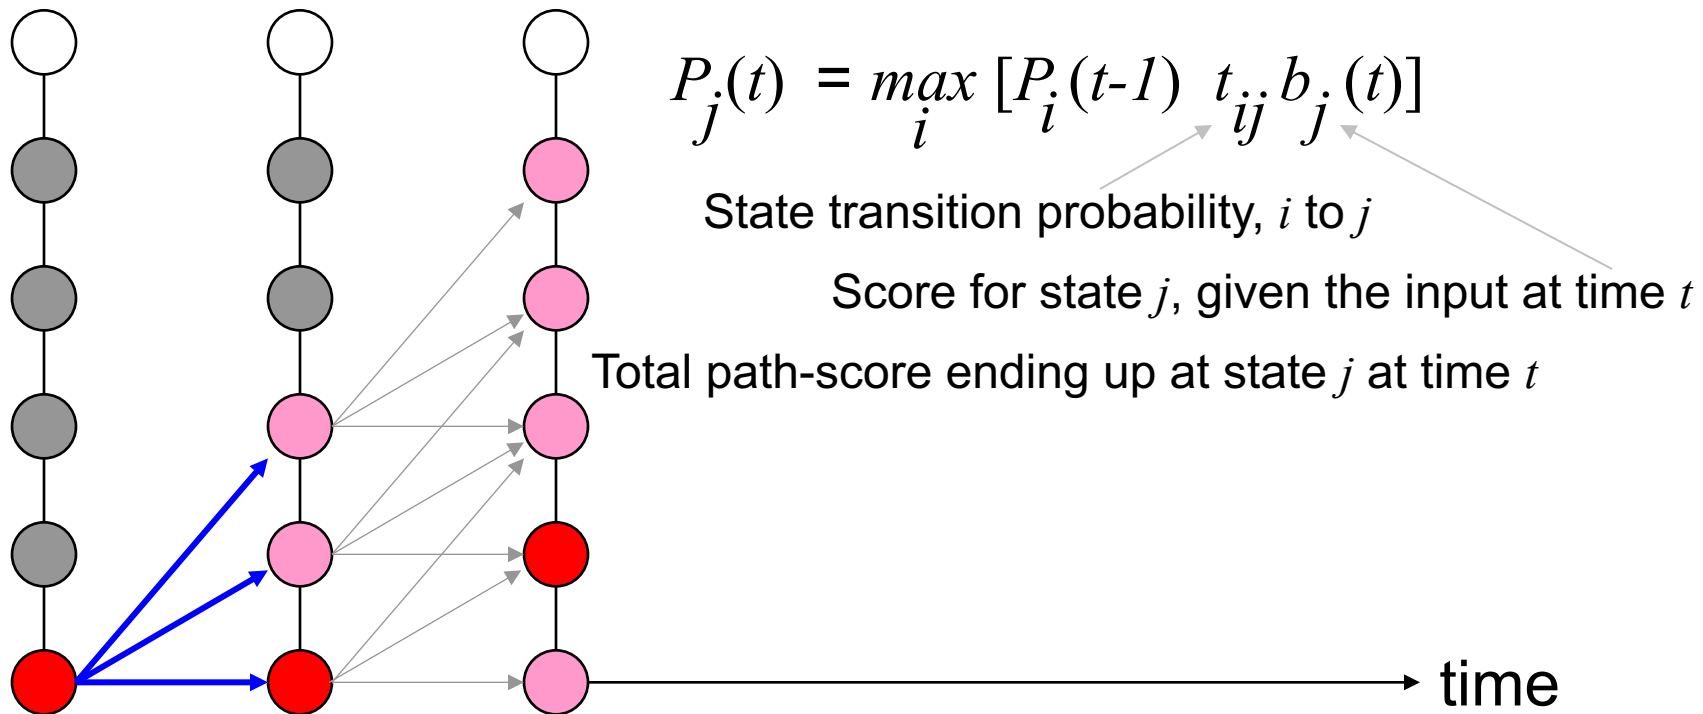 Pj(t) = max i [Pi(t-1) tij bj(t)]
State transition probability, i to j
Score for state j, given the input at time t
Total path-score ending up at state j at time t
time